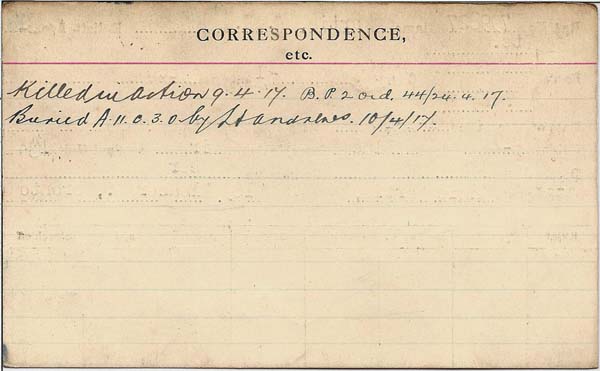 CORRESPONDENCE,
etc.
Killed in action 9.4.17. B.P. 2 ord. 44/24.4.17.
Buried A 11.C.3.0 by H Andrews. 10/4/17.